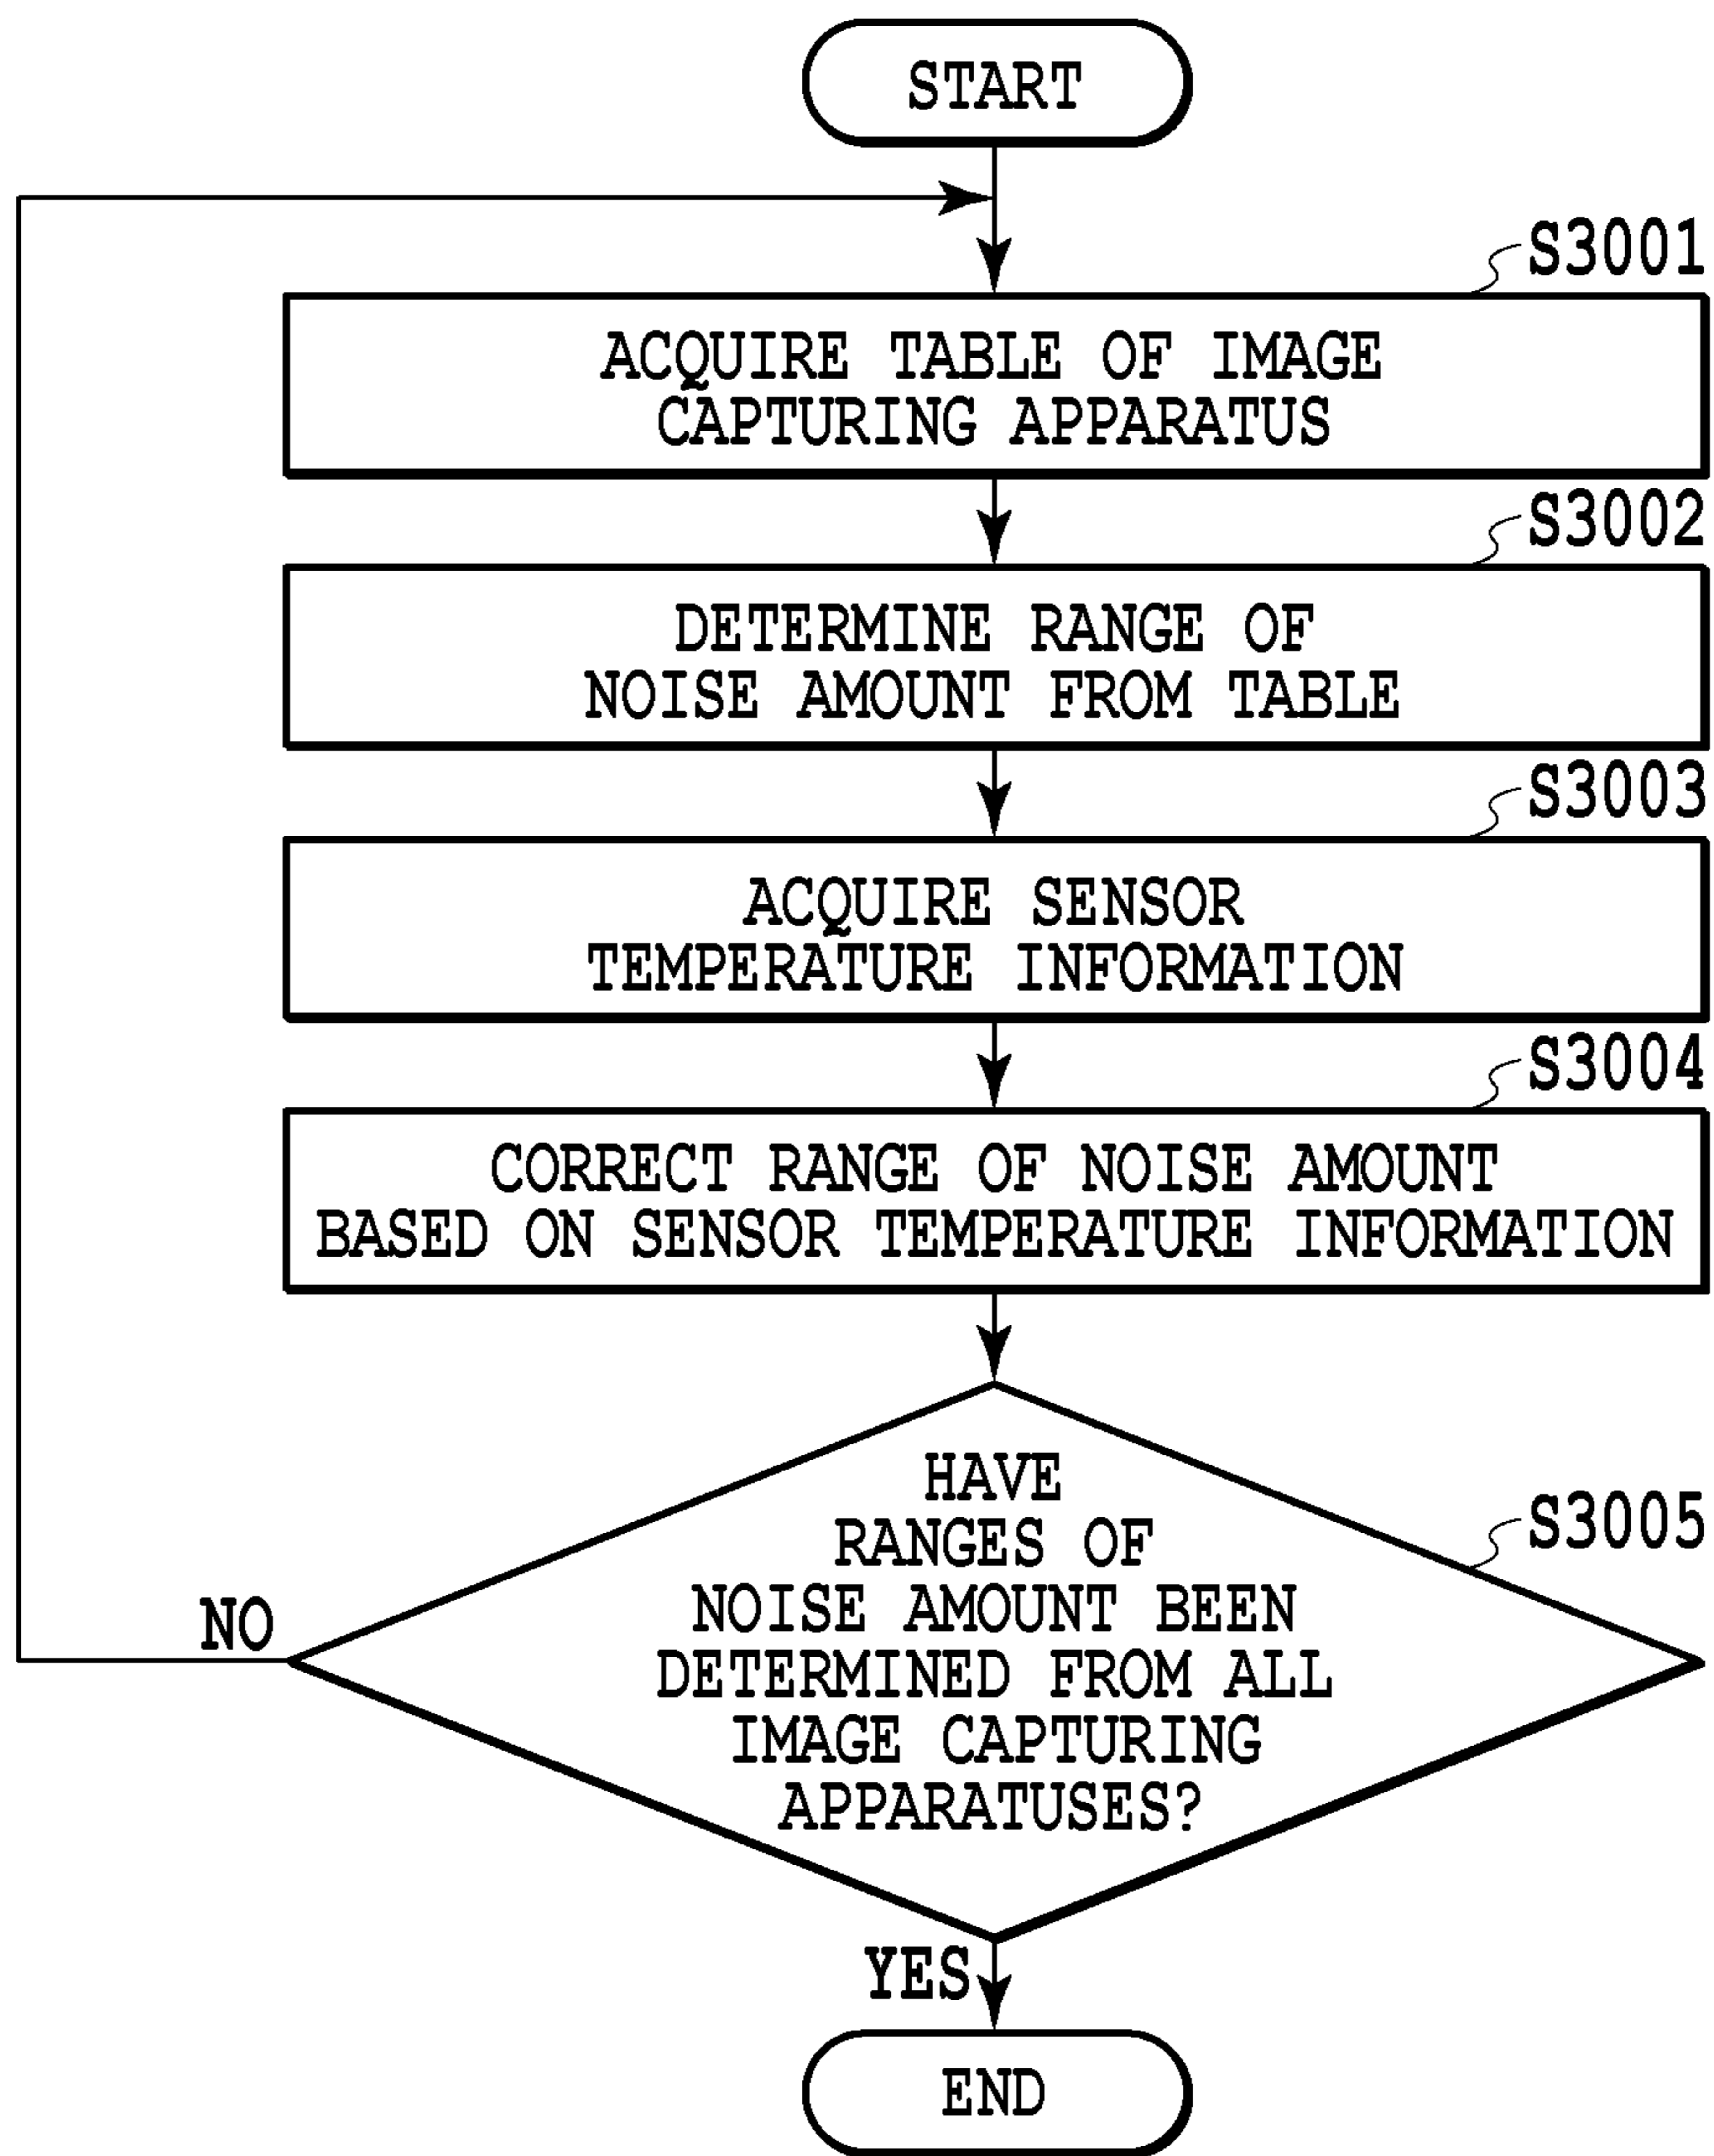 START
S3001
ACQUIRE TABLE OF IMAGE
CAPTURING APPARATUS
S3002
DETERMINE RANGE OF
NOISE AMOUNT FROM TABLE
S3003
ACQUIRE SENSOR
TEMPERATURE INFORMATION
S3004
CORRECT RANGE OF NOISE AMOUNT
BASED ON SENSOR TEMPERATURE INFORMATION
S3005
HAVE
RANGES OF
NOISE AMOUNT BEEN
DETERMINED FROM ALL
IMAGE CAPTURING
APPARATUSES?
NO
YES
END